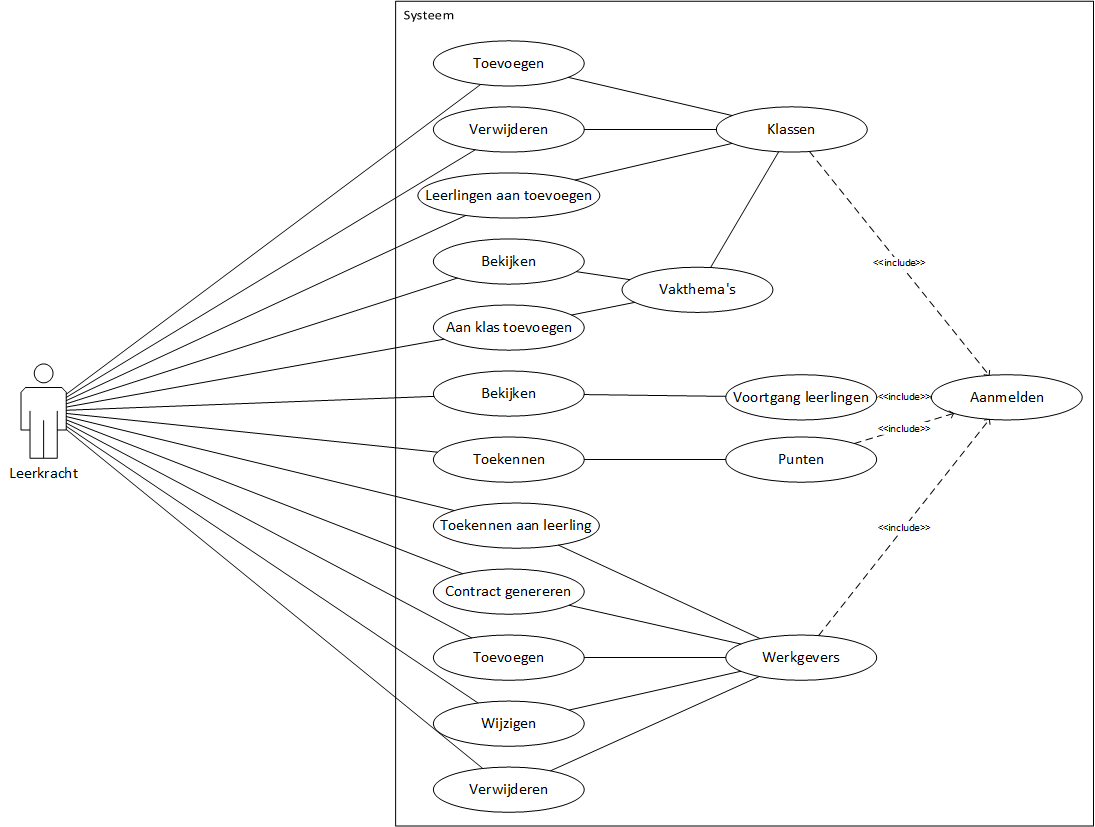 Systeem
Toevoegen
Verwijderen
Klassen
Leerlingen aan toevoegen
Bekijken
<<include>>
Vakthema's
Aan klas toevoegen
Bekijken
Voortgang leerlingen
<<include>>
Aanmelden
<<include>>
Toekennen
Punten
Leerkracht
Toekennen aan leerling
<<include>>
Contract genereren
Toevoegen
Werkgevers
Wijzigen
Verwijderen